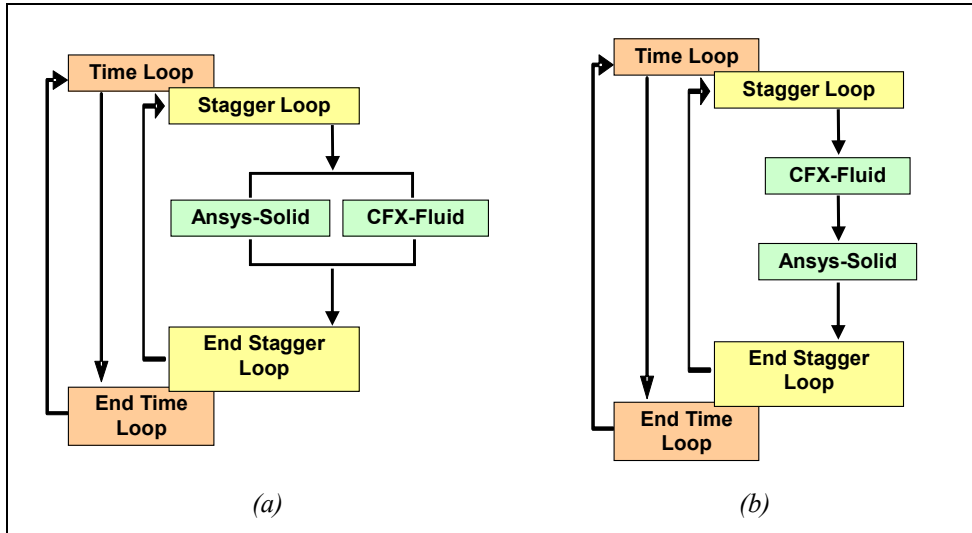 Time Loop
Stagger Loop
Ansys-Solid
CFX-Fluid
End Stagger
Loop
End Time
Loop
(a)
Time Loop
Stagger Loop
CFX-Fluid
Ansys-Solid
End Stagger
Loop
End Time
Loop
(b)